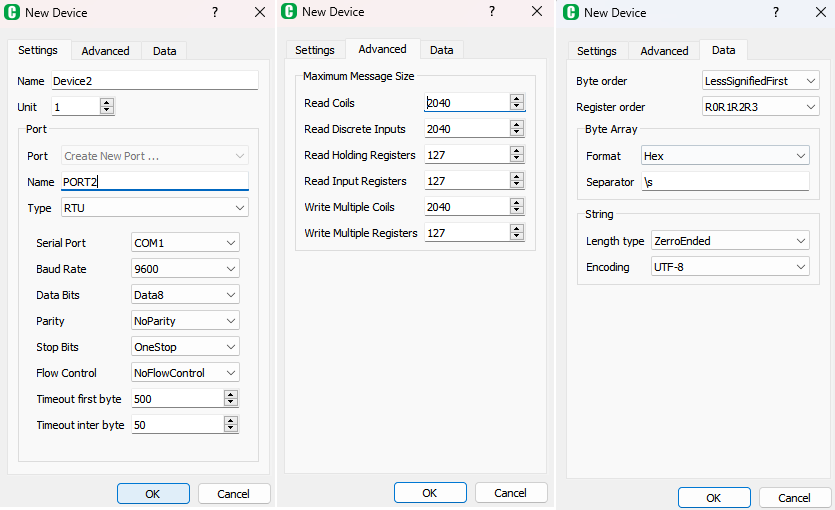 New Device
?
Settings
Advanced
Data
Name Device2
Unit 1
Port
Port Create New Port ...
Name PORT2
Type RTU
Serial Port COM1
Baud Rate 9600
Data Bits Data8
Parity NoParity
Stop Bits OneStop
Flow Control NoFlowControl
Timeout first byte 500
Timeout inter byte 50
OK
Cancel
New Device
?
Settings
Advanced
Data
Maximum Message Size
Read Coils 2040
Read Discrete Inputs 2040
Read Holding Registers 127
Read Input Registers 127
Write Multiple Coils 2040
Write Multiple Registers 127
OK
Cancel
New Device
?
Settings
Advanced
Data
Byte order LessSignifiedFirst
Register order R0R1R2R3
Byte Array
Format Hex
Separator \s
String
Length type ZerroEnded
Encoding UTF-8
OK
Cancel